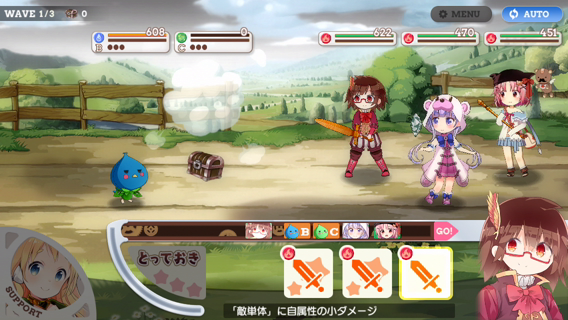 WAVE 1/3 0
MENU
AUTO
608
B
0
C
622
470
451
B C GO!
とっておき
SUPPORT
「敵単体」に自属性の小ダメージ